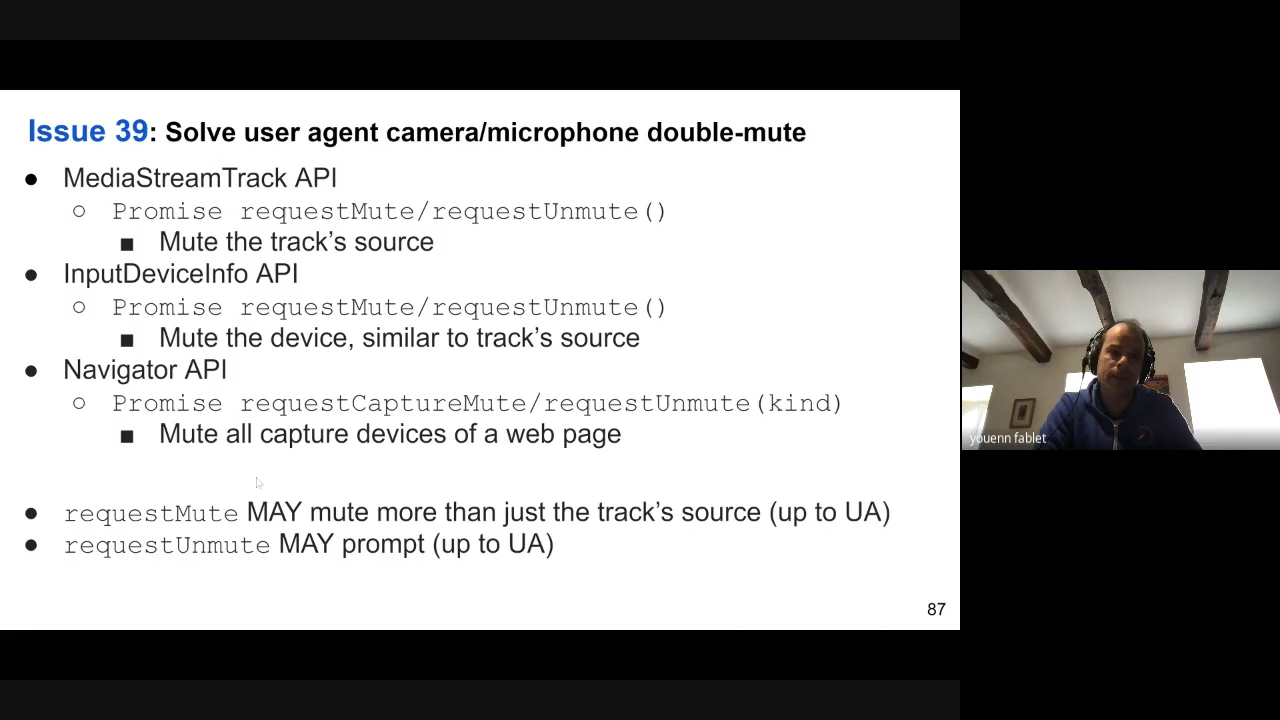 Issue 39: Solve user agent camera/microphone double-mute
● MediaStreamTrack API
○ Promise requestMute/requestUnmute()
■ Mute the track's source
● InputDeviceInfo API
○ Promise requestMute/requestUnmute()
■ Mute the device, similar to track's source
● Navigator API
○ Promise requestCaptureMute/requestUnmute(kind)
■ Mute all capture devices of a web page
● requestMute MAY mute more than just the track's source (up to UA)
● requestUnmute MAY prompt (up to UA)
87
youenn fablet